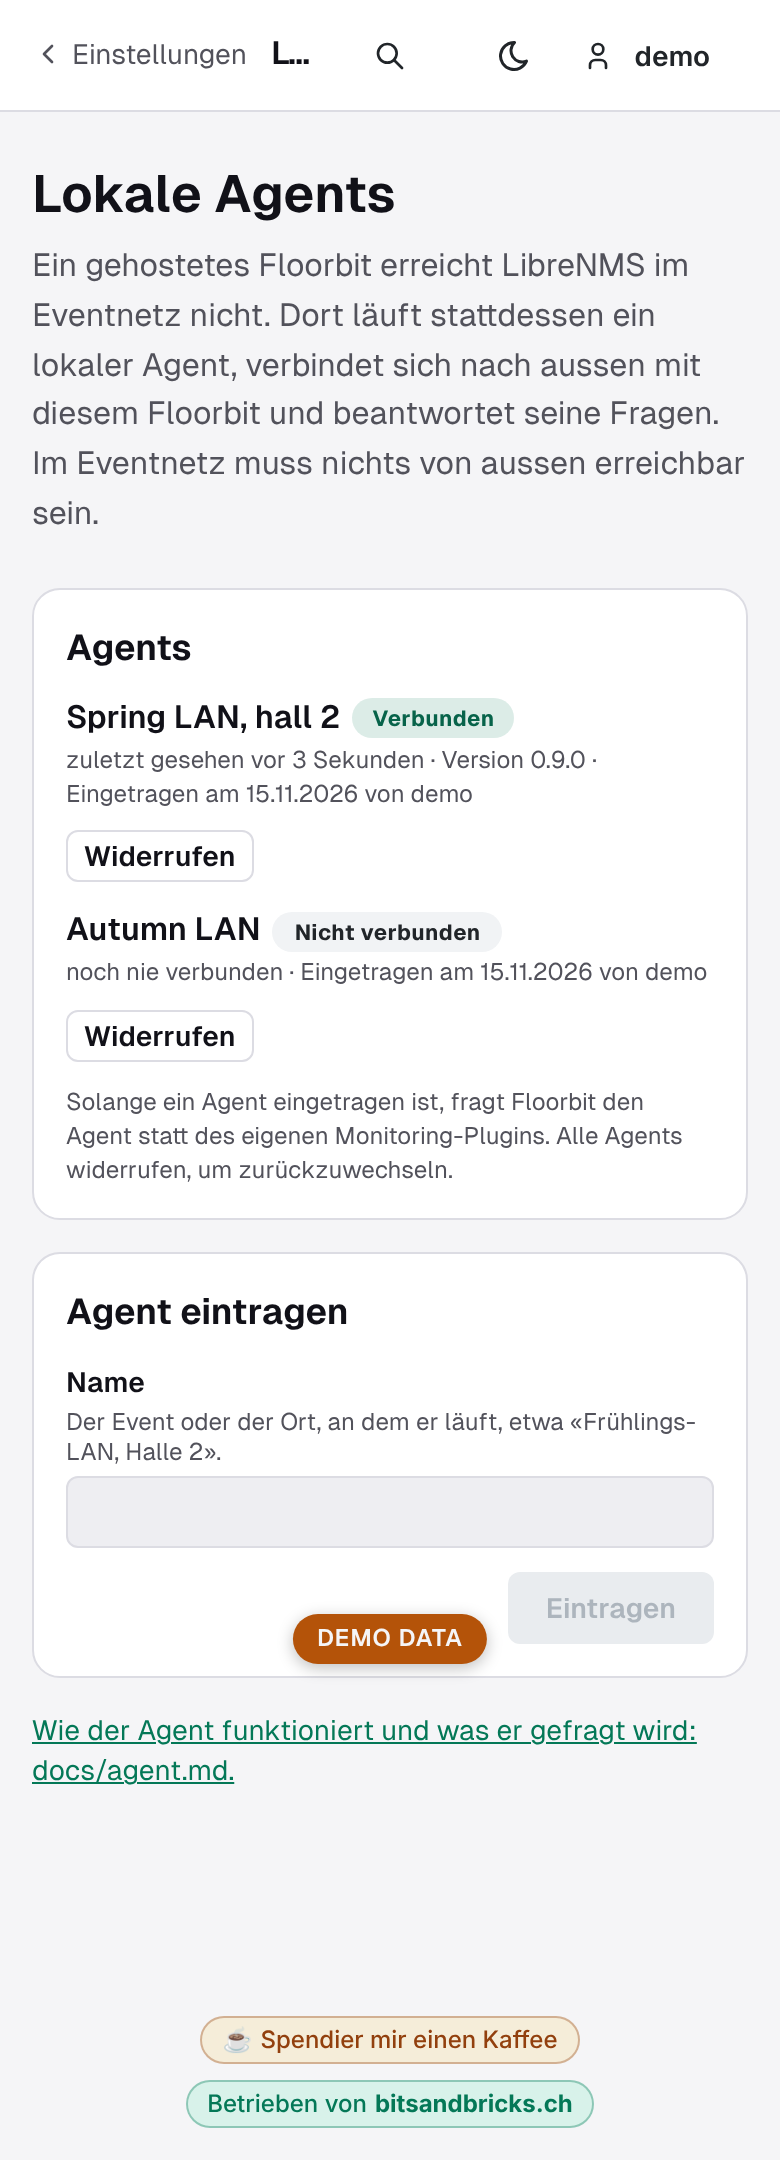 Einstellungen L... demo
Lokale Agents
Ein gehostetes Floorbit erreicht LibreNMS im
Eventnetz nicht. Dort läuft stattdessen ein
lokaler Agent, verbindet sich nach aussen mit
diesem Floorbit und beantwortet seine Fragen.
Im Eventnetz muss nichts von aussen erreichbar
sein.
Agents
Spring LAN, hall 2 Verbunden
zuletzt gesehen vor 3 Sekunden · Version 0.9.0 ·
Eingetragen am 15.11.2026 von demo
Widerrufen
Autumn LAN Nicht verbunden
noch nie verbunden · Eingetragen am 15.11.2026 von demo
Widerrufen
Solange ein Agent eingetragen ist, fragt Floorbit den
Agent statt des eigenen Monitoring-Plugins. Alle Agents
widerrufen, um zurückzuwechseln.
Agent eintragen
Name
Der Event oder der Ort, an dem er läuft, etwa «Frühlings-
LAN, Halle 2».
Eintragen
DEMO DATA
Wie der Agent funktioniert und was er gefragt wird:
docs/agent.md.
☕ Spendier mir einen Kaffee
Betrieben von bitsandbricks.ch